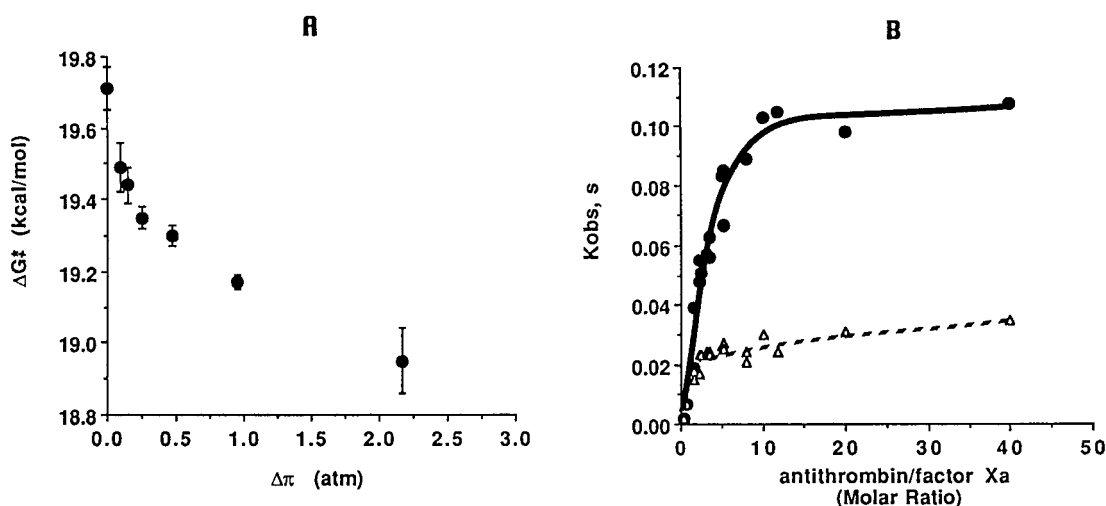 A
19.8
19.6
19.4
19.2
19.0
18.8
ΔG‡ (kcal/mol)
0.0 0.5 1.0 1.5 2.0 2.5 3.0
Δπ (atm)
B
0.12
0.10
0.08
0.06
0.04
0.02
0.00
Kobs, s
0 10 20 30 40 50
antithrombin/factor Xa
(Molar Ratio)